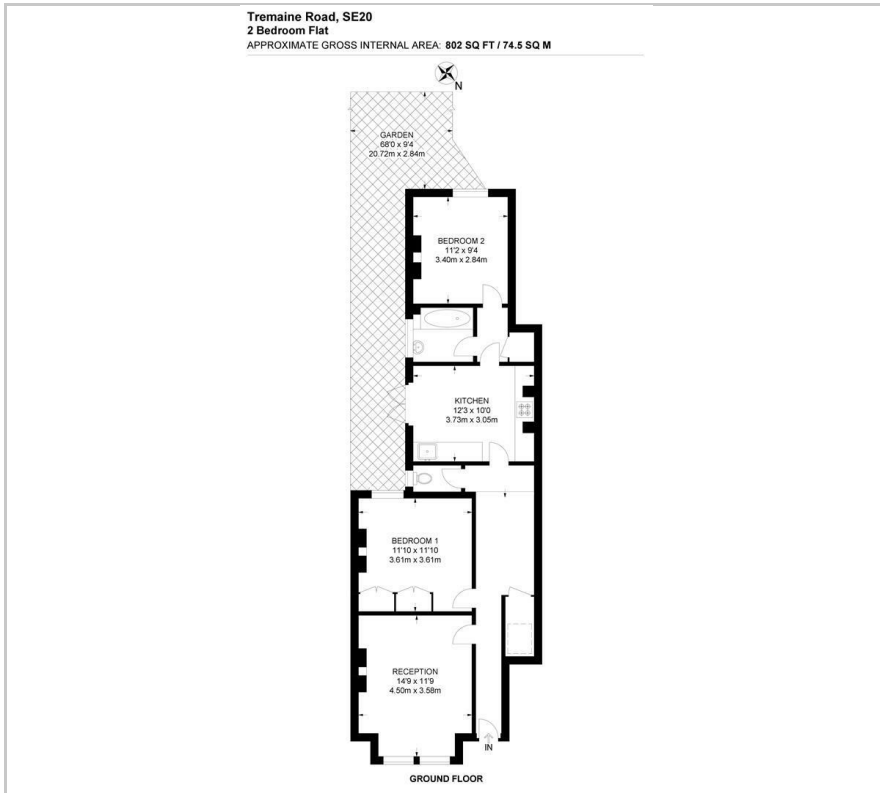 Tremaine Road, SE20
2 Bedroom Flat
APPROXIMATE GROSS INTERNAL AREA: 802 SQ FT / 74.5 SQ M
N
GARDEN
68'0 x 9'4
20.72m x 2.84m
BEDROOM 2
11'2 x 9'4
3.40m x 2.84m
KITCHEN
12'3 x 10'0
3.73m x 3.05m
BEDROOM 1
11'10 x 11'10
3.61m x 3.61m
RECEPTION
14'9 x 11'9
4.50m x 3.58m
IN
GROUND FLOOR